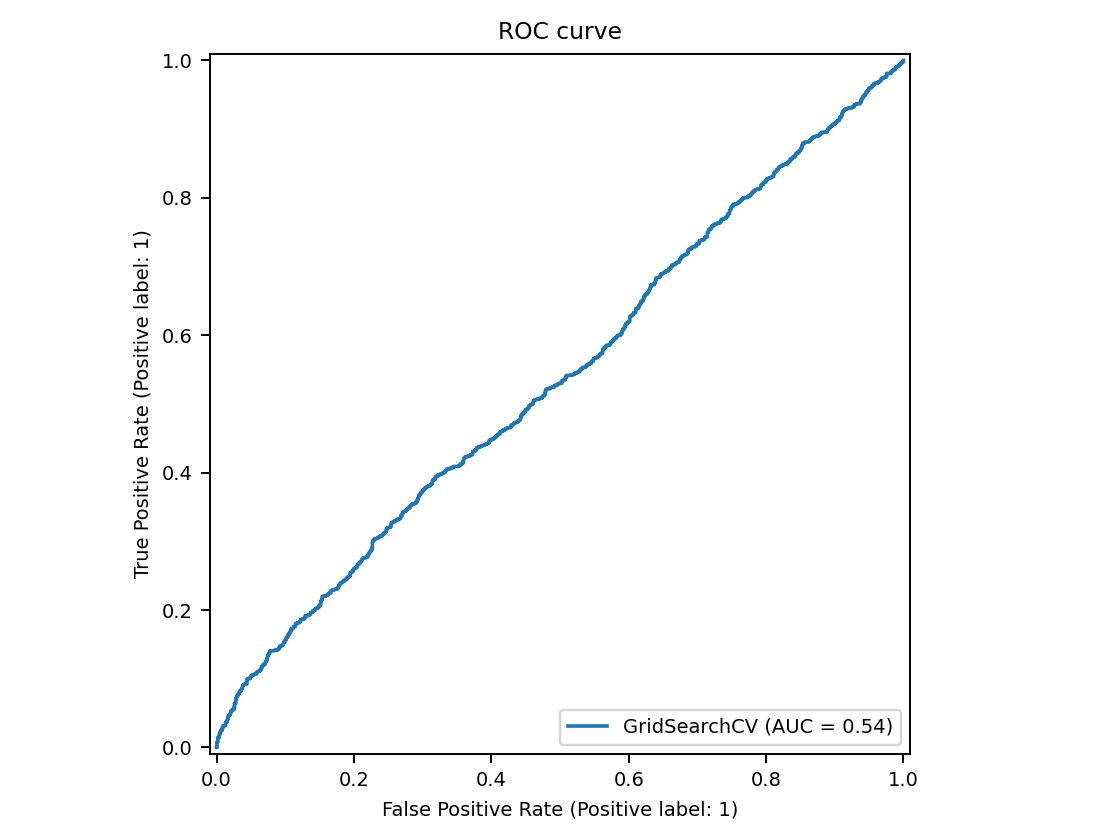 ROC curve
1.0
0.8
0.6
0.4
0.2
0.0
True Positive Rate (Positive label: 1)
GridSearchCV (AUC = 0.54)
0.0 0.2 0.4 0.6 0.8 1.0
False Positive Rate (Positive label: 1)